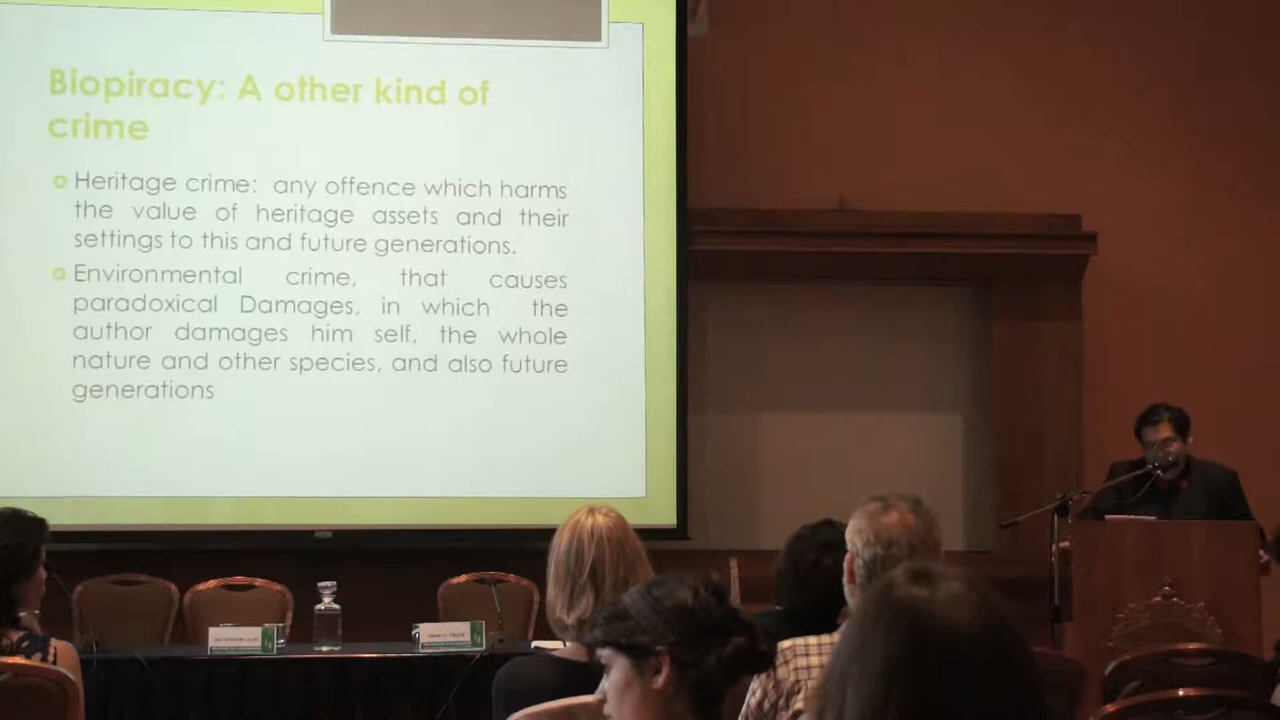 Biopiracy: A other kind of
crime
Heritage crime: any offence which harms
the value of heritage assets and their
settings to this and future generations.
Environmental crime, that causes
paradoxical Damages, in which the
author damages him self, the whole
nature and other species, and also future
generations